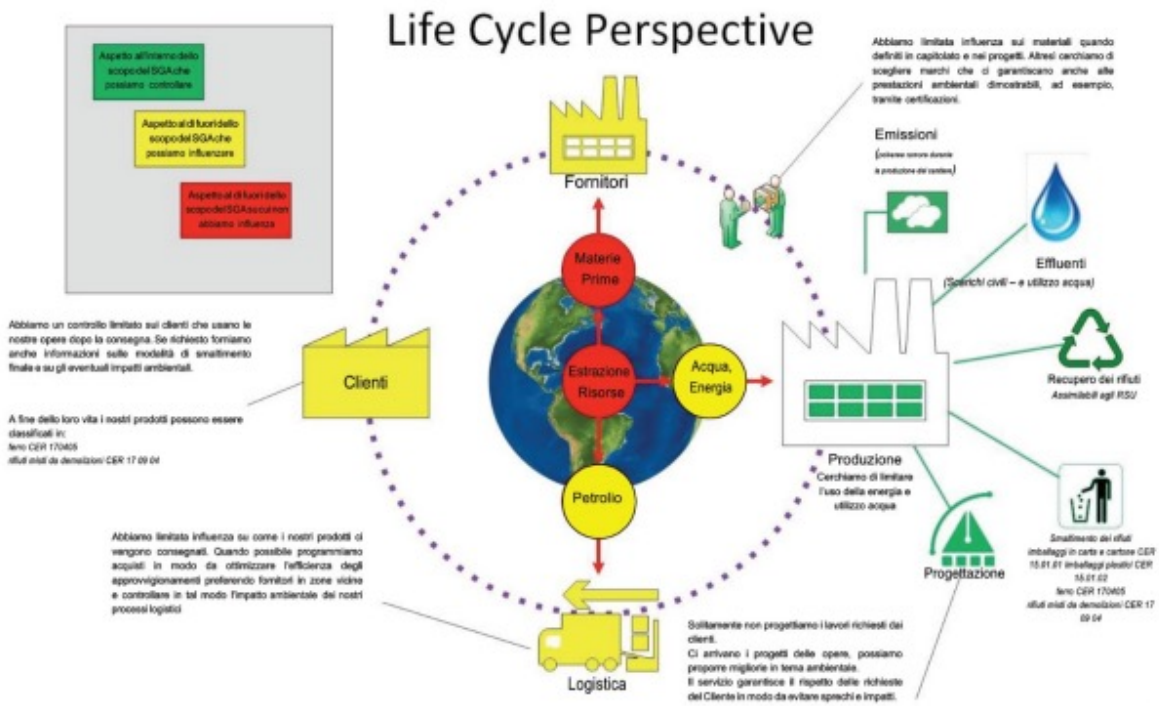 Life Cycle Perspective
Aspetto all'interno dello
scopo del SGA che
possiamo controllare
Aspetto al di fuori dello
scopo del SGA che
possiamo influenzare
Aspetto al di fuori dello
scopo del SGA su cui non
abbiamo influenza
Abbiamo limitata influenza sui materiali quando
definiti in capitolato e nei progetti. Altresì cerchiamo di
scegliere marchi che ci garantiscano anche alte
prestazioni ambientali dimostrabili, ad esempio,
tramite certificazioni.
Emissioni
la produzione del cantiere)
Fornitori
Effluenti
(Scarichi civili – e utilizzo acqua)
Materie
Prime
Abbiamo un controllo limitato sui clienti che usano le
nostre opere dopo la consegna. Se richiesto forniamo
anche informazioni sulle modalità di smaltimento
finale e su gli eventuali impatti ambientali.
Clienti
Estrazione
Risorse
Acqua,
Energia
Recupero dei rifiuti
Assimilabili agli RSU
A fine dello loro vita i nostri prodotti possono essere
classificati in:
ferro CER 170405
rifiuti misti da demolizioni CER 17 09 04
Produzione
Cerchiamo di limitare
l'uso della energia e
utilizzo acqua
Petrolio
Abbiamo limitata influenza su come i nostri prodotti ci
vengono consegnati. Quando possibile programmiamo
acquisti in modo da ottimizzare l'efficienza degli
approvvigionamenti preferendo fornitori in zone vicine
e controllare in tal modo l'impatto ambientale dei nostri
processi logistici
Progettazione
Smaltimento dei rifiuti
imballaggi in carta e cartone CER
15.01.01 imballaggi plastici CER
15.01.02
ferro CER 170405
rifiuti misti da demolizioni CER 17
09 04
Logistica
Solitamente non progettiamo i lavori richiesti dai
clienti.
Ci arrivano i progetti delle opere, possiamo
proporre migliorie in tema ambientale.
Il servizio garantisce il rispetto delle richieste
del Cliente in modo da evitare sprechi e impatti.